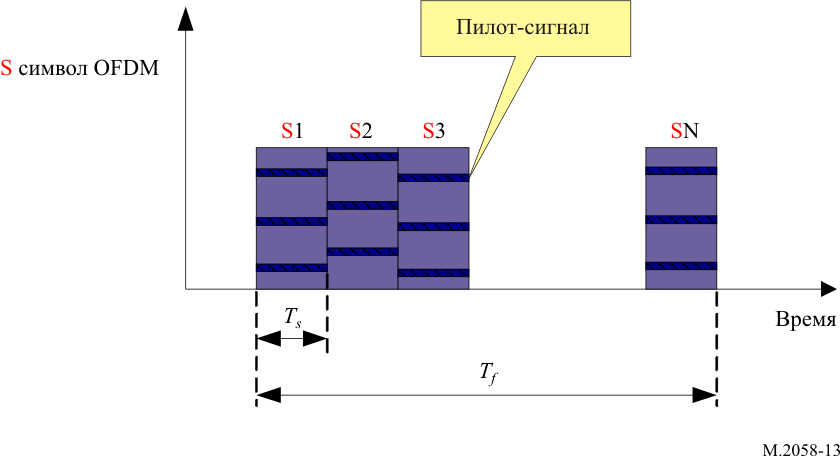 Пилот-сигнал
S символ OFDM
S1 S2 S3 SN
Ts
Время
Tf
M.2058-13